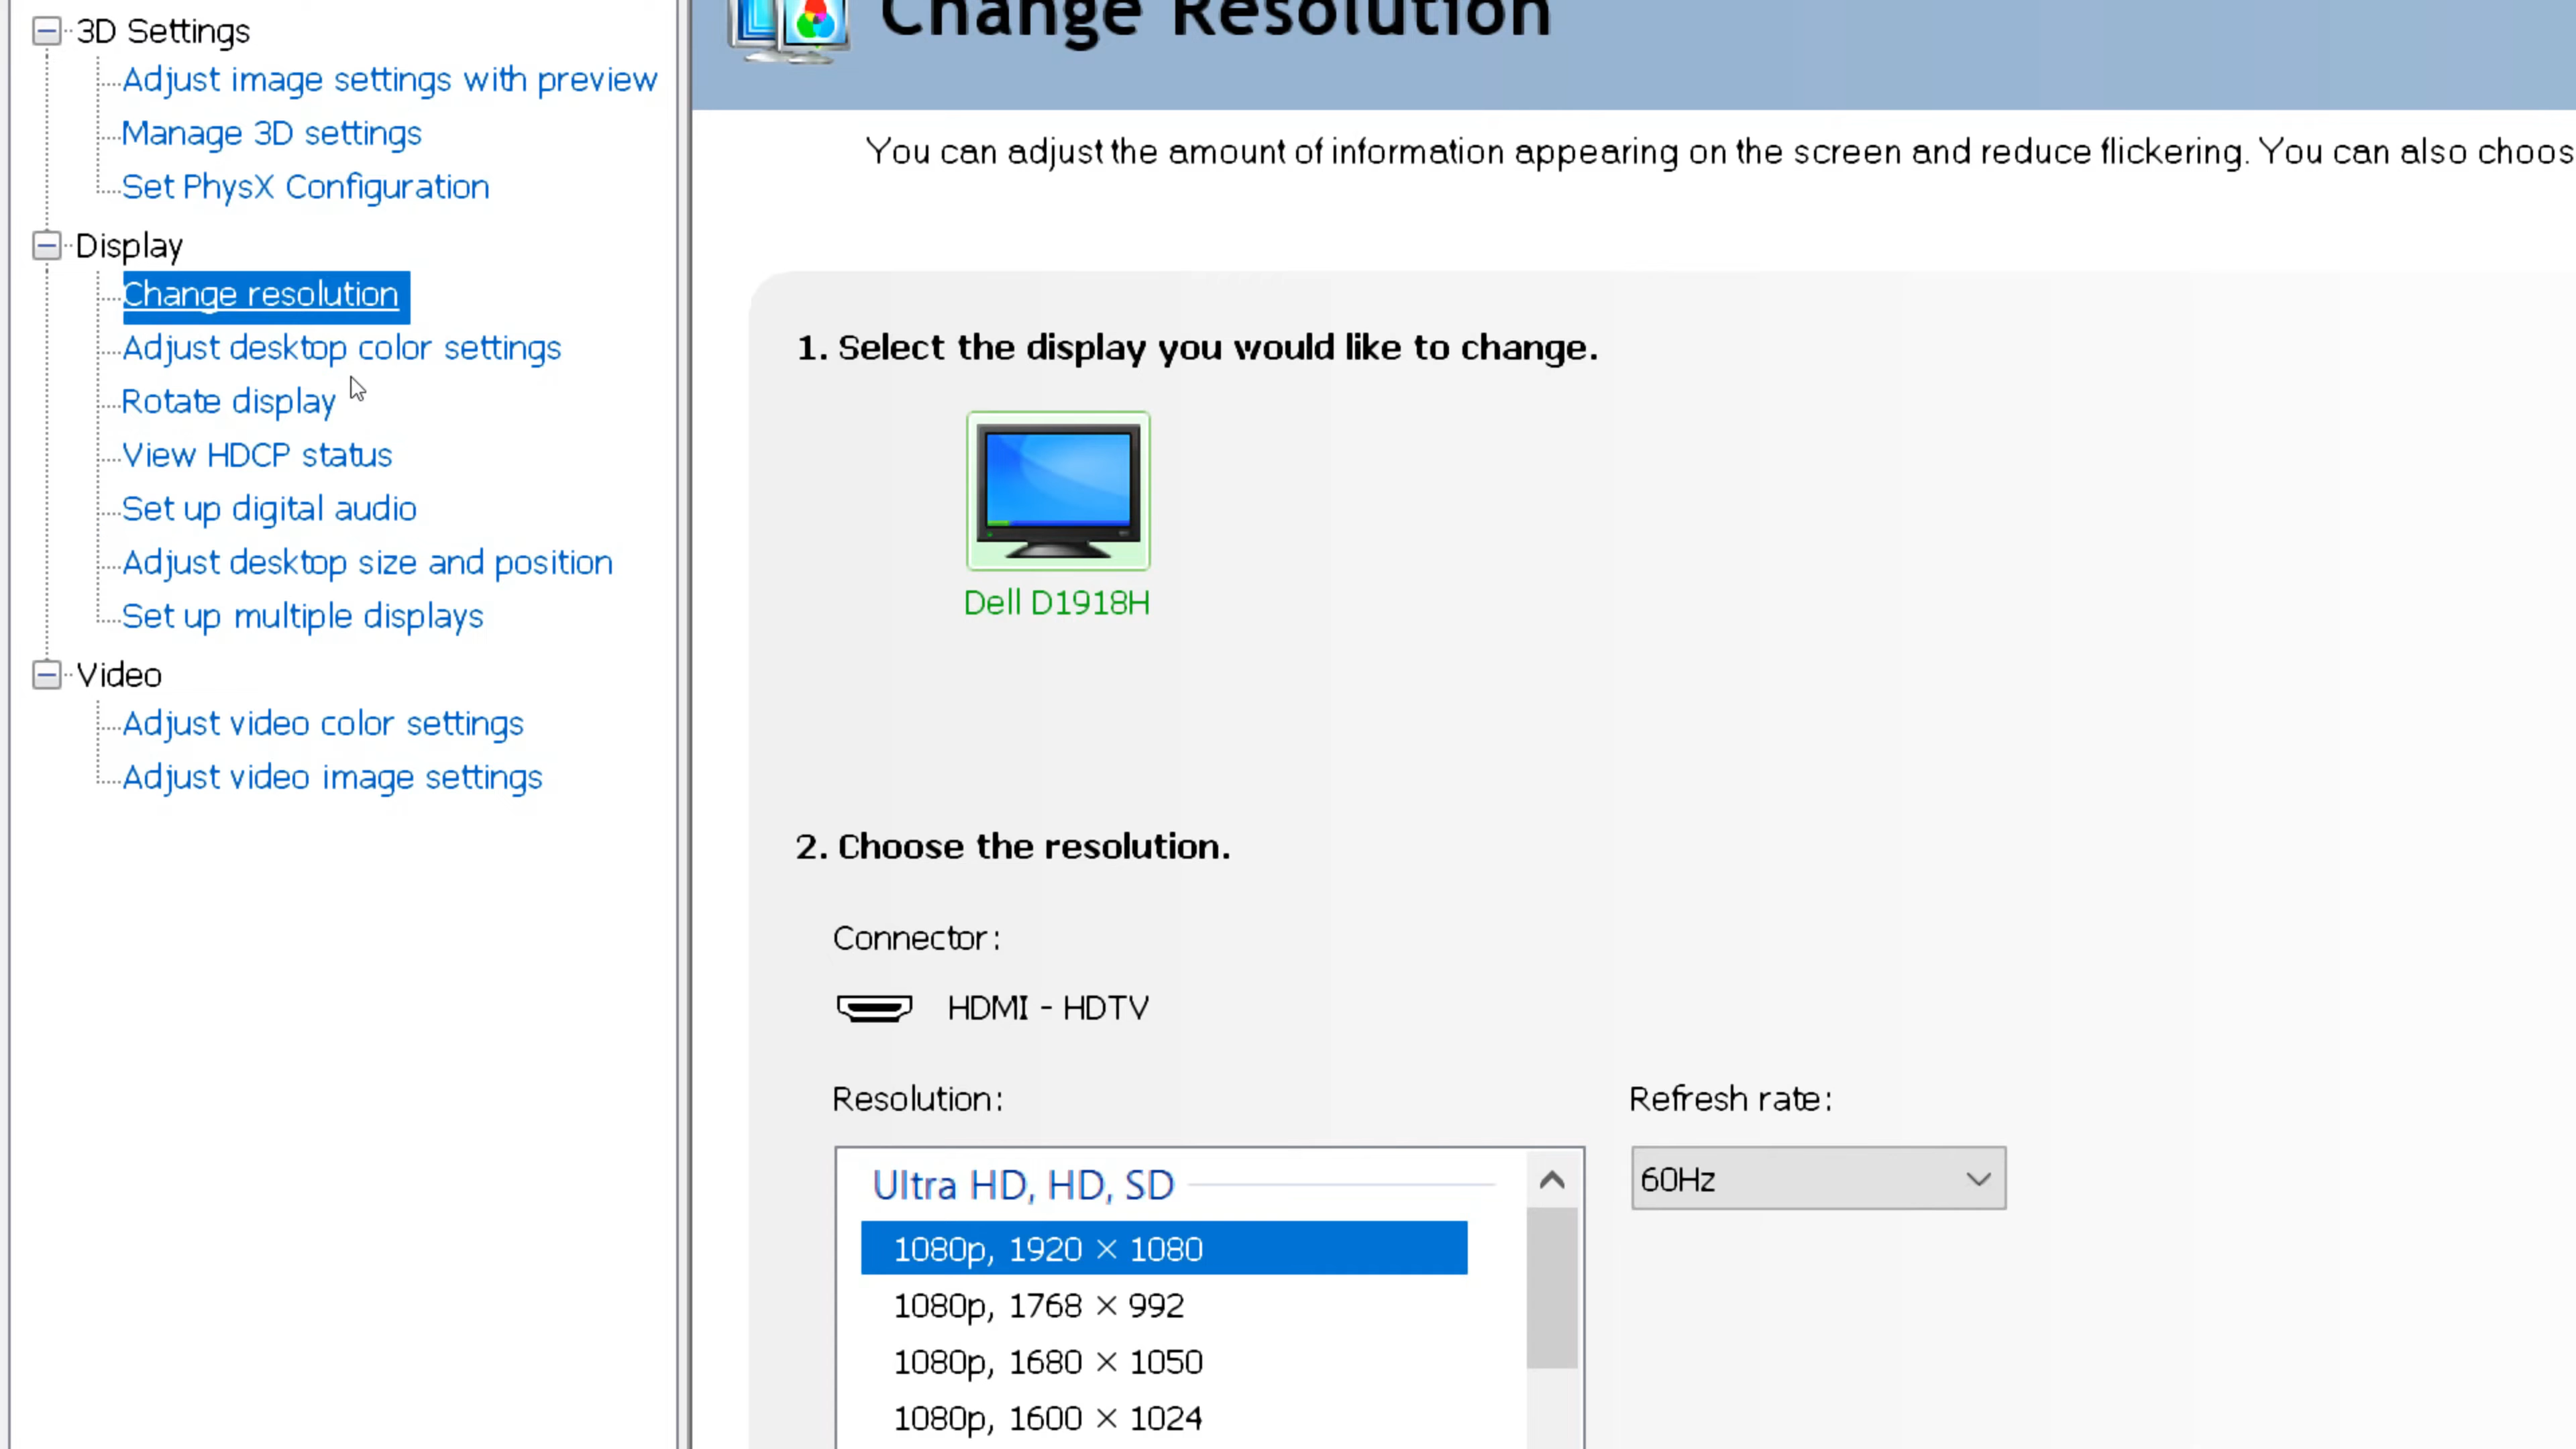 3D Settings
Adjust image settings with preview
Manage 3D settings
Set PhysX Configuration
Display
Change resolution
Adjust desktop color settings
Rotate display
View HDCP status
Set up digital audio
Adjust desktop size and position
Set up multiple displays
Video
Adjust video color settings
Adjust video image settings
Change Resolution
You can adjust the amount of information appearing on the screen and reduce flickering. You can also choos
1. Select the display you would like to change.
Dell D1918H
2. Choose the resolution.
Connector:
HDMI - HDTV
Resolution:
Refresh rate:
Ultra HD, HD, SD
60Hz
1080p, 1920 × 1080
1080p, 1768 × 992
1080p, 1680 × 1050
1080p, 1600 × 1024